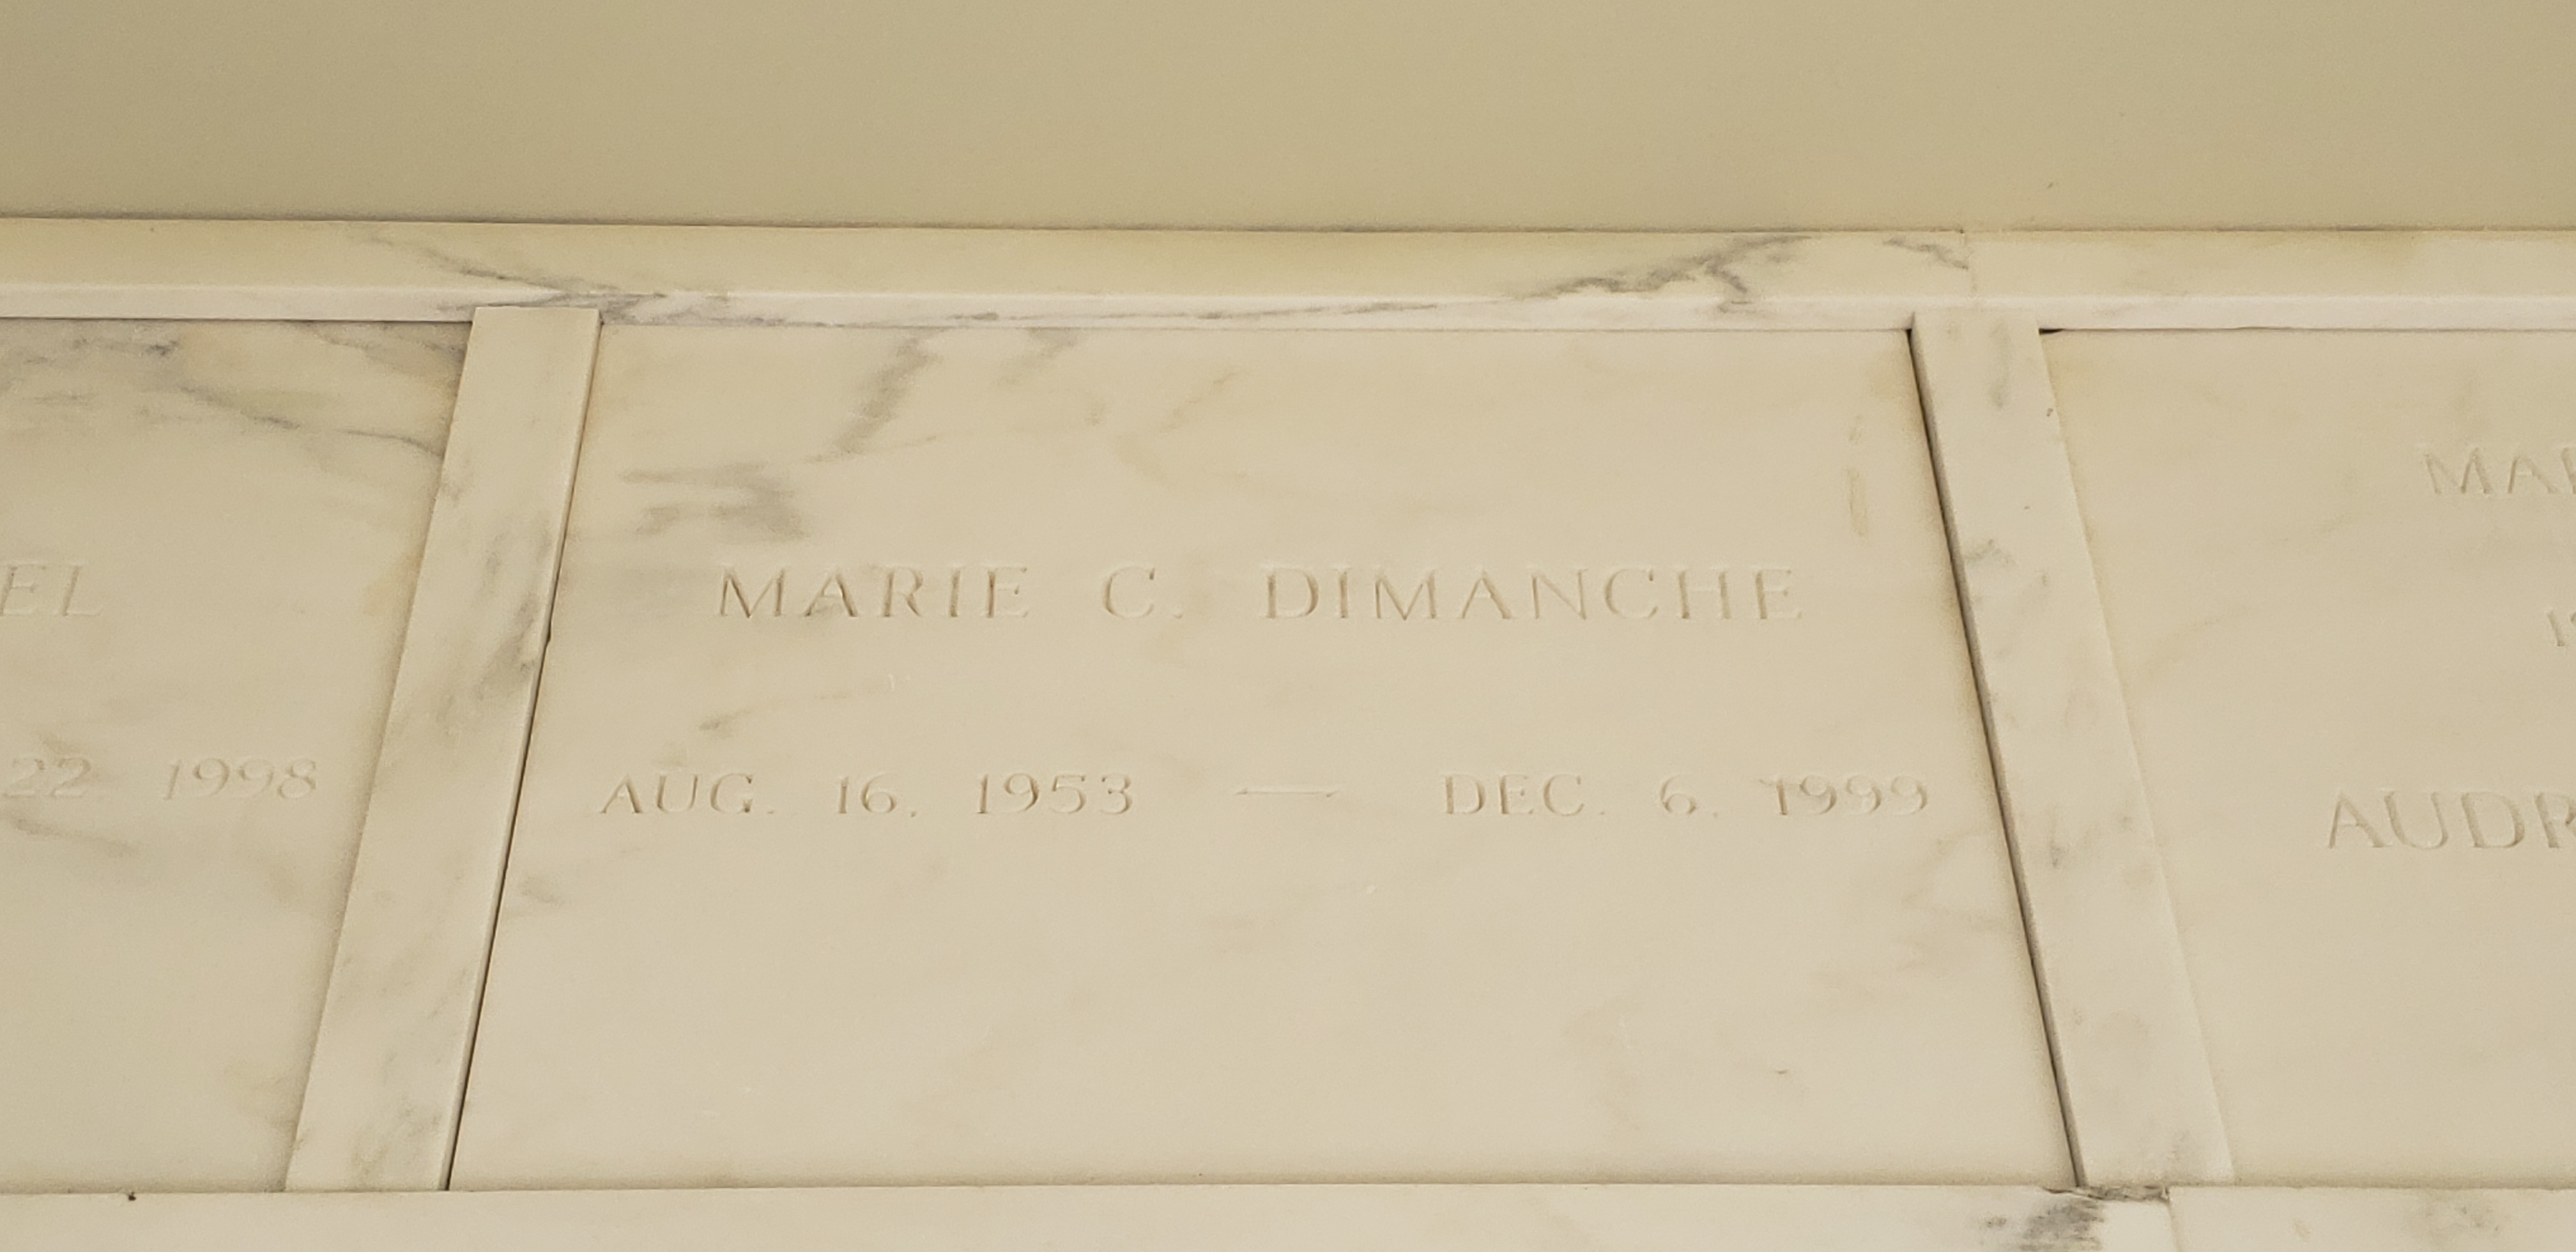 EL
22. 1998
MARIE C. DIMANCHE
AUG. 16, 1953 — DEC. 6, 1999